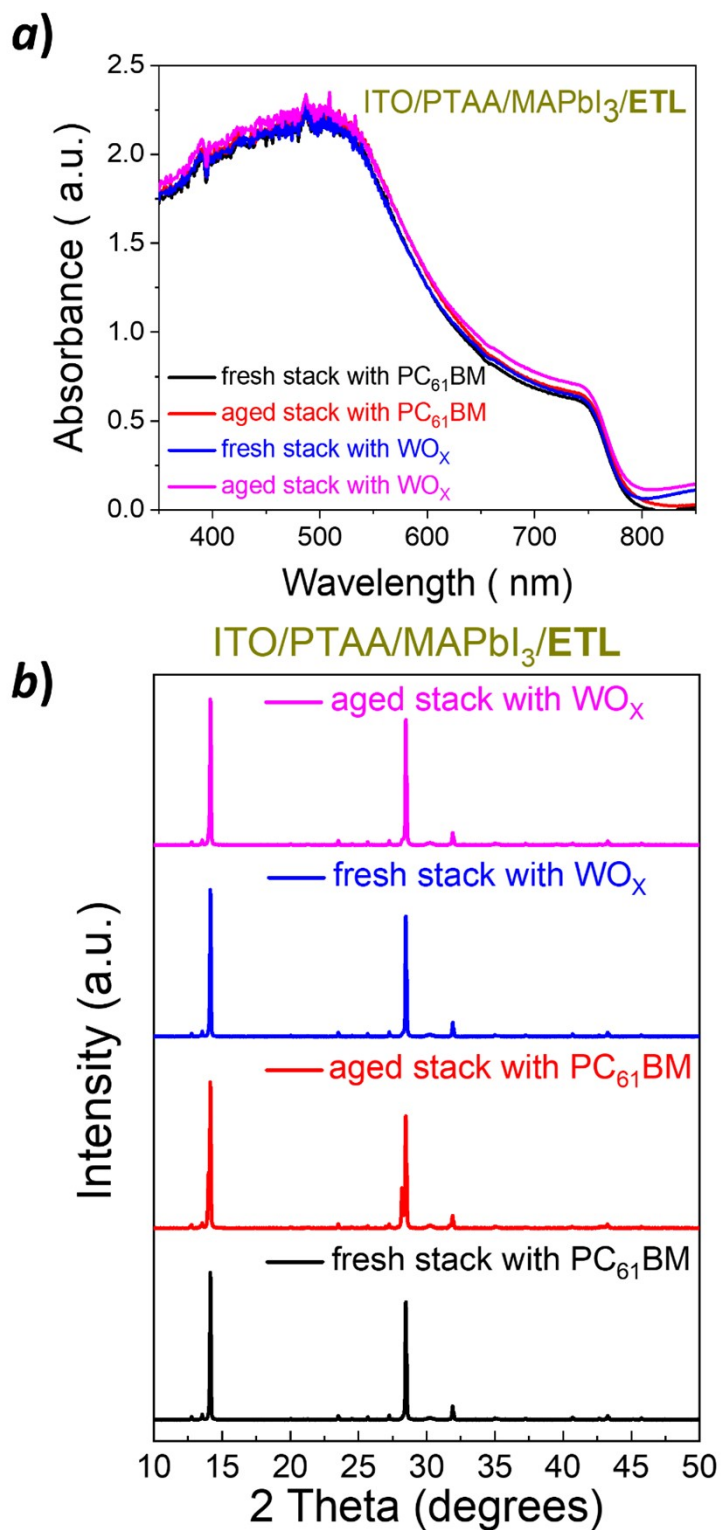 a)
ITO/PTAA/MAPbI₃/ETL
2.5
2.0
1.5
1.0
0.5
0.0
Absorbance ( a.u.)
fresh stack with PC₆₁BM
aged stack with PC₆₁BM
fresh stack with WOₓ
aged stack with WOₓ
400 500 600 700 800
Wavelength ( nm)
ITO/PTAA/MAPbI₃/ETL
b)
aged stack with WOₓ
fresh stack with WOₓ
aged stack with PC₆₁BM
fresh stack with PC₆₁BM
Intensity (a.u.)
10 15 20 25 30 35 40 45 50
2 Theta (degrees)